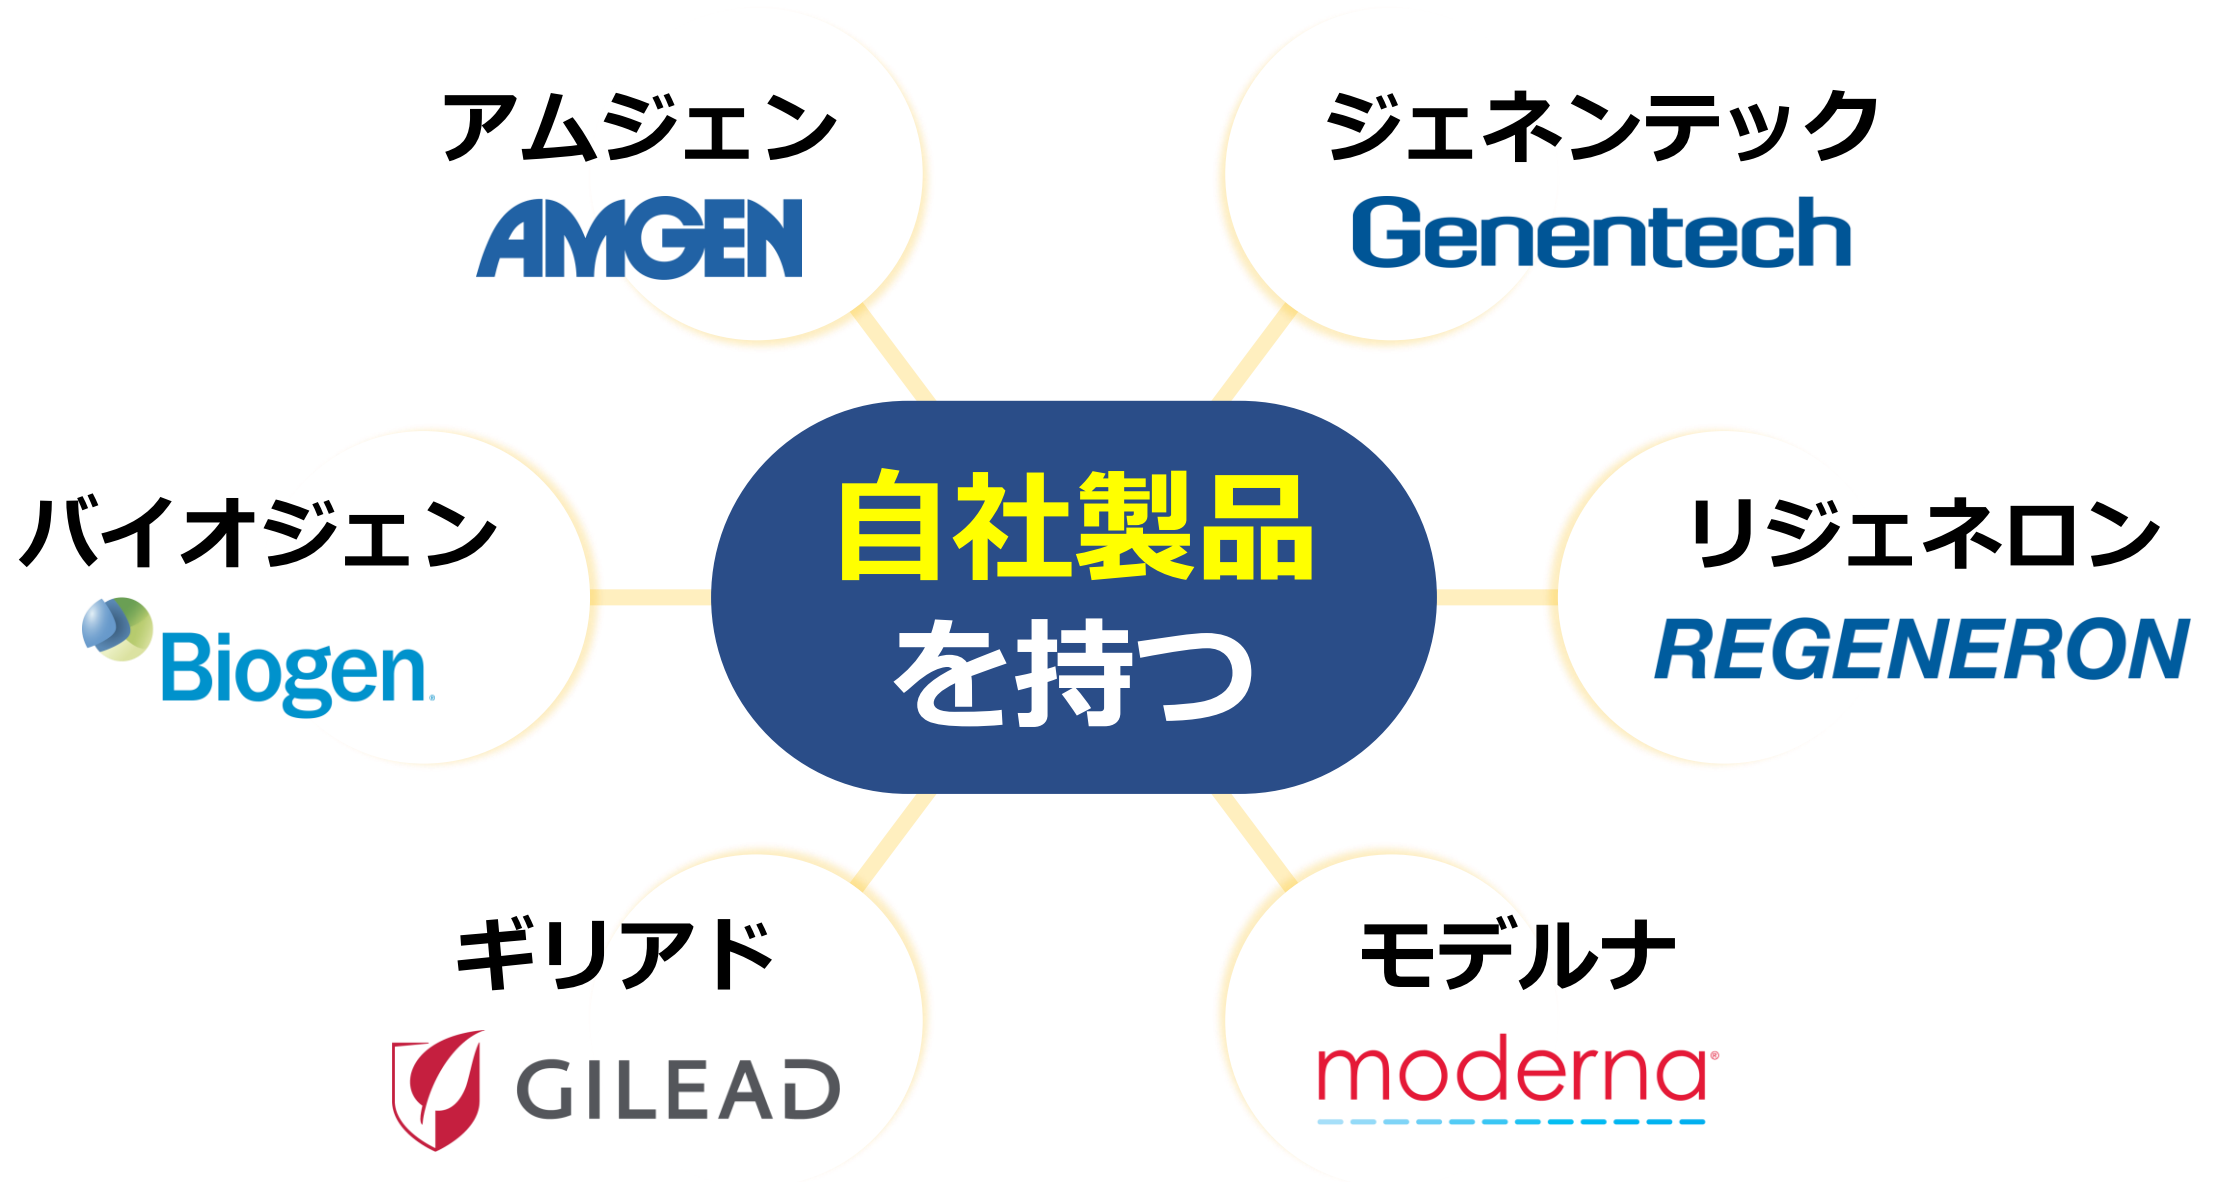 アムジェン
AMGEN
ジェネンテック
Genentech
バイオジェン
Biogen
自社製品
を持つ
リジェネロン
REGENERON
ギリアド
GILEAD
モデルナ
moderna®